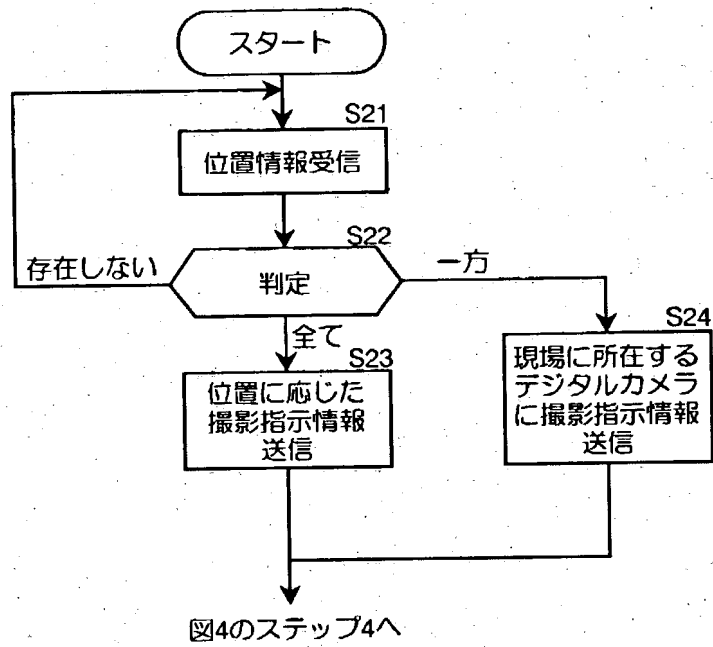 スタート
S21
位置情報受信
S22
存在しない
判定
一方
全て
S23
位置に応じた
撮影指示情報
送信
S24
現場に所在する
デジタルカメラ
に撮影指示情報
送信
図4のステップ4へ